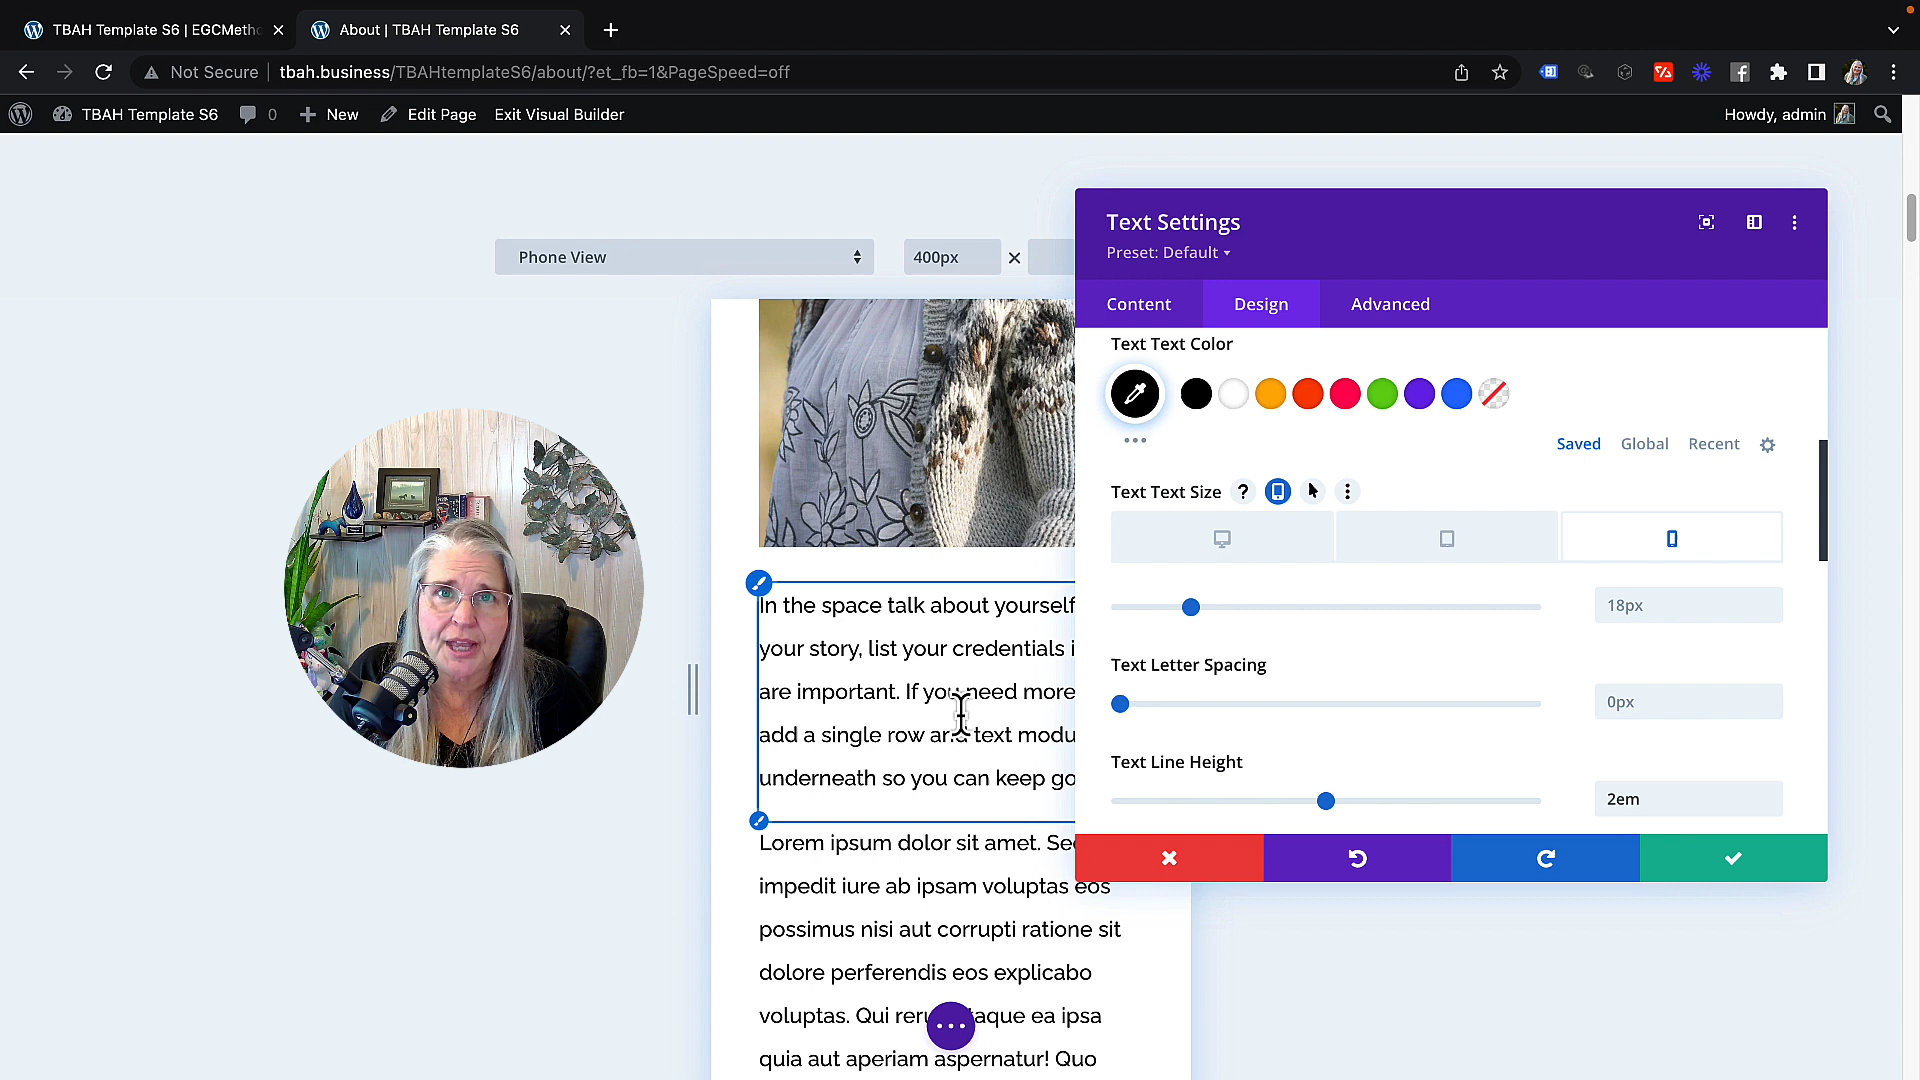 TBAH Template S6 | EGCMetho
About | TBAH Template S6
Not Secure
tbah.business/TBAHtemplateS6/about/?et_fb=1&PageSpeed=off
TBAH Template S6
0
New
Edit Page
Exit Visual Builder
Howdy, admin
Phone View
400px
Text Settings
Preset: Default
Content
Design
Advanced
Text Text Color
Saved
Global
Recent
Text Text Size
18px
Text Letter Spacing
0px
Text Line Height
2em
In the space talk about yourself
your story, list your credentials
are important. If you need more
add a single row and text modu
underneath so you can keep go
Lorem ipsum dolor sit amet. Se
impedit iure ab ipsam voluptas eos
possimus nisi aut corrupti ratione sit
dolore perferendis eos explicabo
voluptas. Qui reru taque ea ipsa
quia aut aperiam aspernatur! Quo